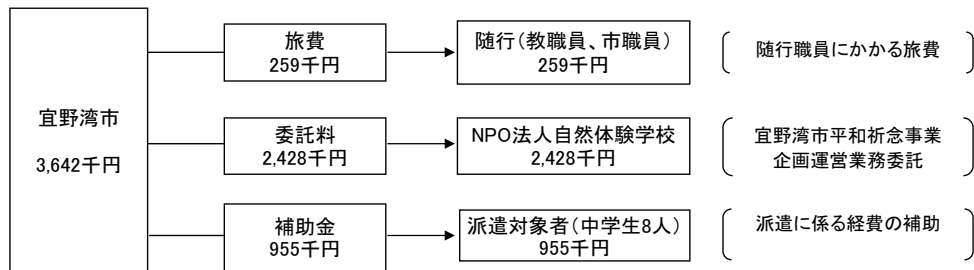 宜野湾市
3,642千円
旅費
259千円
随行(教職員、市職員)
259千円
随行職員にかかる旅費
委託料
2,428千円
NPO法人自然体験学校
2,428千円
宜野湾市平和祈念事業
企画運営業務委託
補助金
955千円
派遣対象者(中学生8人)
955千円
派遣に係る経費の補助